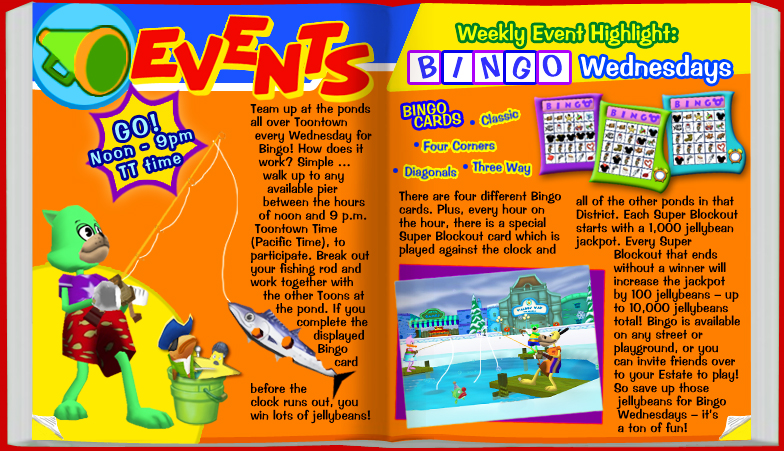 EVENTS
GO!
Noon - 9pm
TT time
Team up at the ponds
all over Toontown
every Wednesday for
Bingo! How does it
work? Simple ...
walk up to any
available pier
between the hours
of noon and 9 p.m.
Toontown Time
(Pacific Time), to
participate. Break out
your fishing rod and
work together with
the other Toons at
the pond. If you
complete the
displayed
Bingo
card
before the
clock runs out, you
win lots of jellybeans!
Weekly Event Highlight:
BINGO Wednesdays
BINGO
CARDS
• Classic
• Four Corners
• Diagonals
• Three Way
BINGO
BINGO
BINGO
There are four different Bingo
cards. Plus, every hour on
the hour, there is a special
Super Blockout card which is
played against the clock and
all of the other ponds in that
District. Each Super Blockout
starts with a 1,000 jellybean
jackpot. Every Super
Blockout that ends
without a winner will
increase the jackpot
by 100 jellybeans – up
to 10,000 jellybeans
total! Bingo is available
on any street or
playground, or you
can invite friends over
to your Estate to play!
So save up those
jellybeans for Bingo
Wednesdays – it's
a ton of fun!